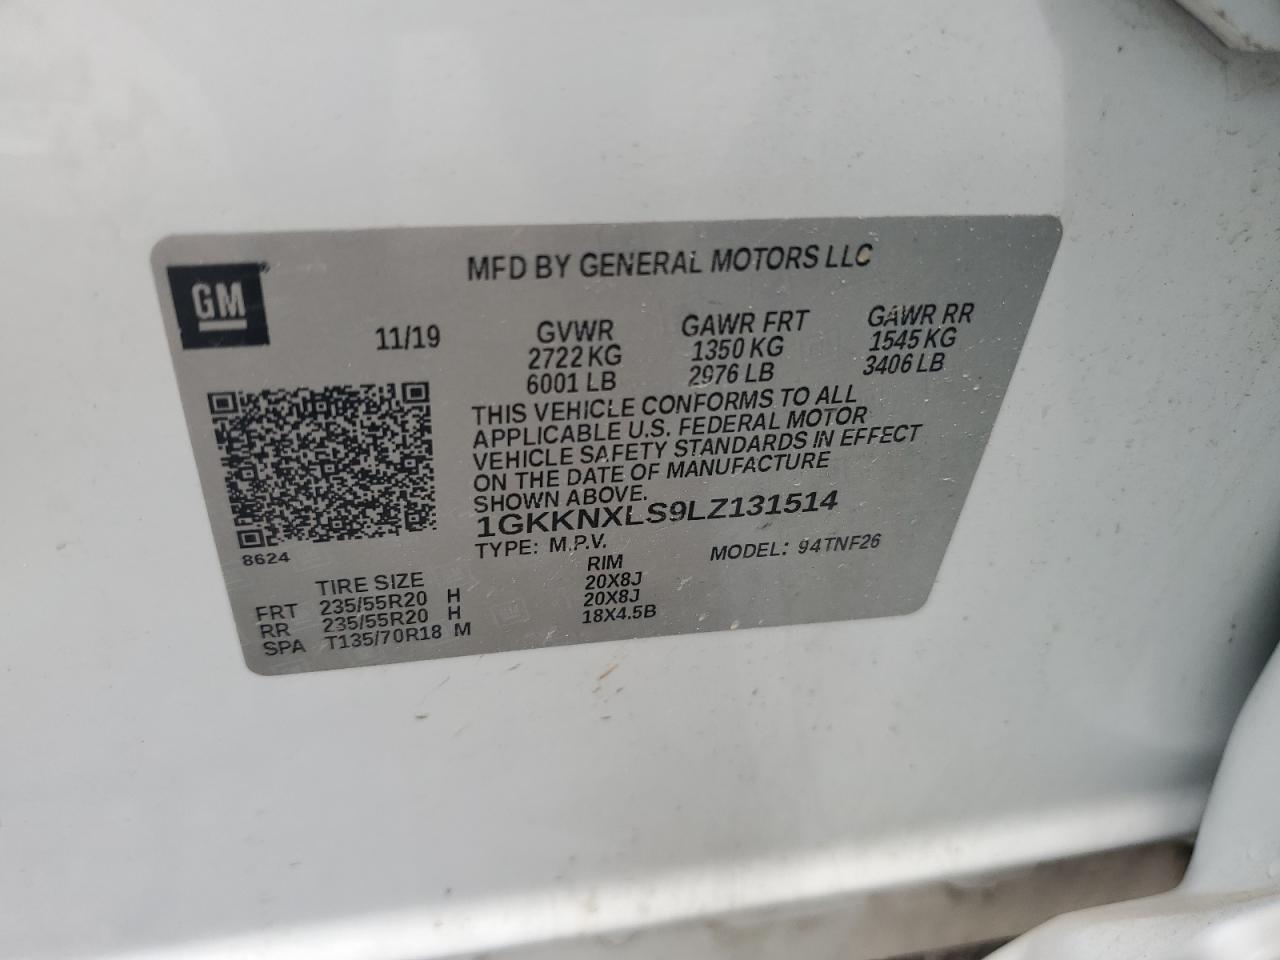 MFD BY GENERAL MOTORS LLC
GM
11/19 GVWR GAWR FRT GAWR RR
2722 KG 1350 KG 1545 KG
6001 LB 2976 LB 3406 LB
THIS VEHICLE CONFORMS TO ALL
APPLICABLE U.S. FEDERAL MOTOR
VEHICLE SAFETY STANDARDS IN EFFECT
ON THE DATE OF MANUFACTURE
SHOWN ABOVE.
1GKKNXLS9LZ131514
TYPE: M.P.V. MODEL: 94TNF26
8624
TIRE SIZE RIM
FRT 235/55R20 H 20X8J
RR 235/55R20 H 20X8J
SPA T135/70R18 M 18X4.5B